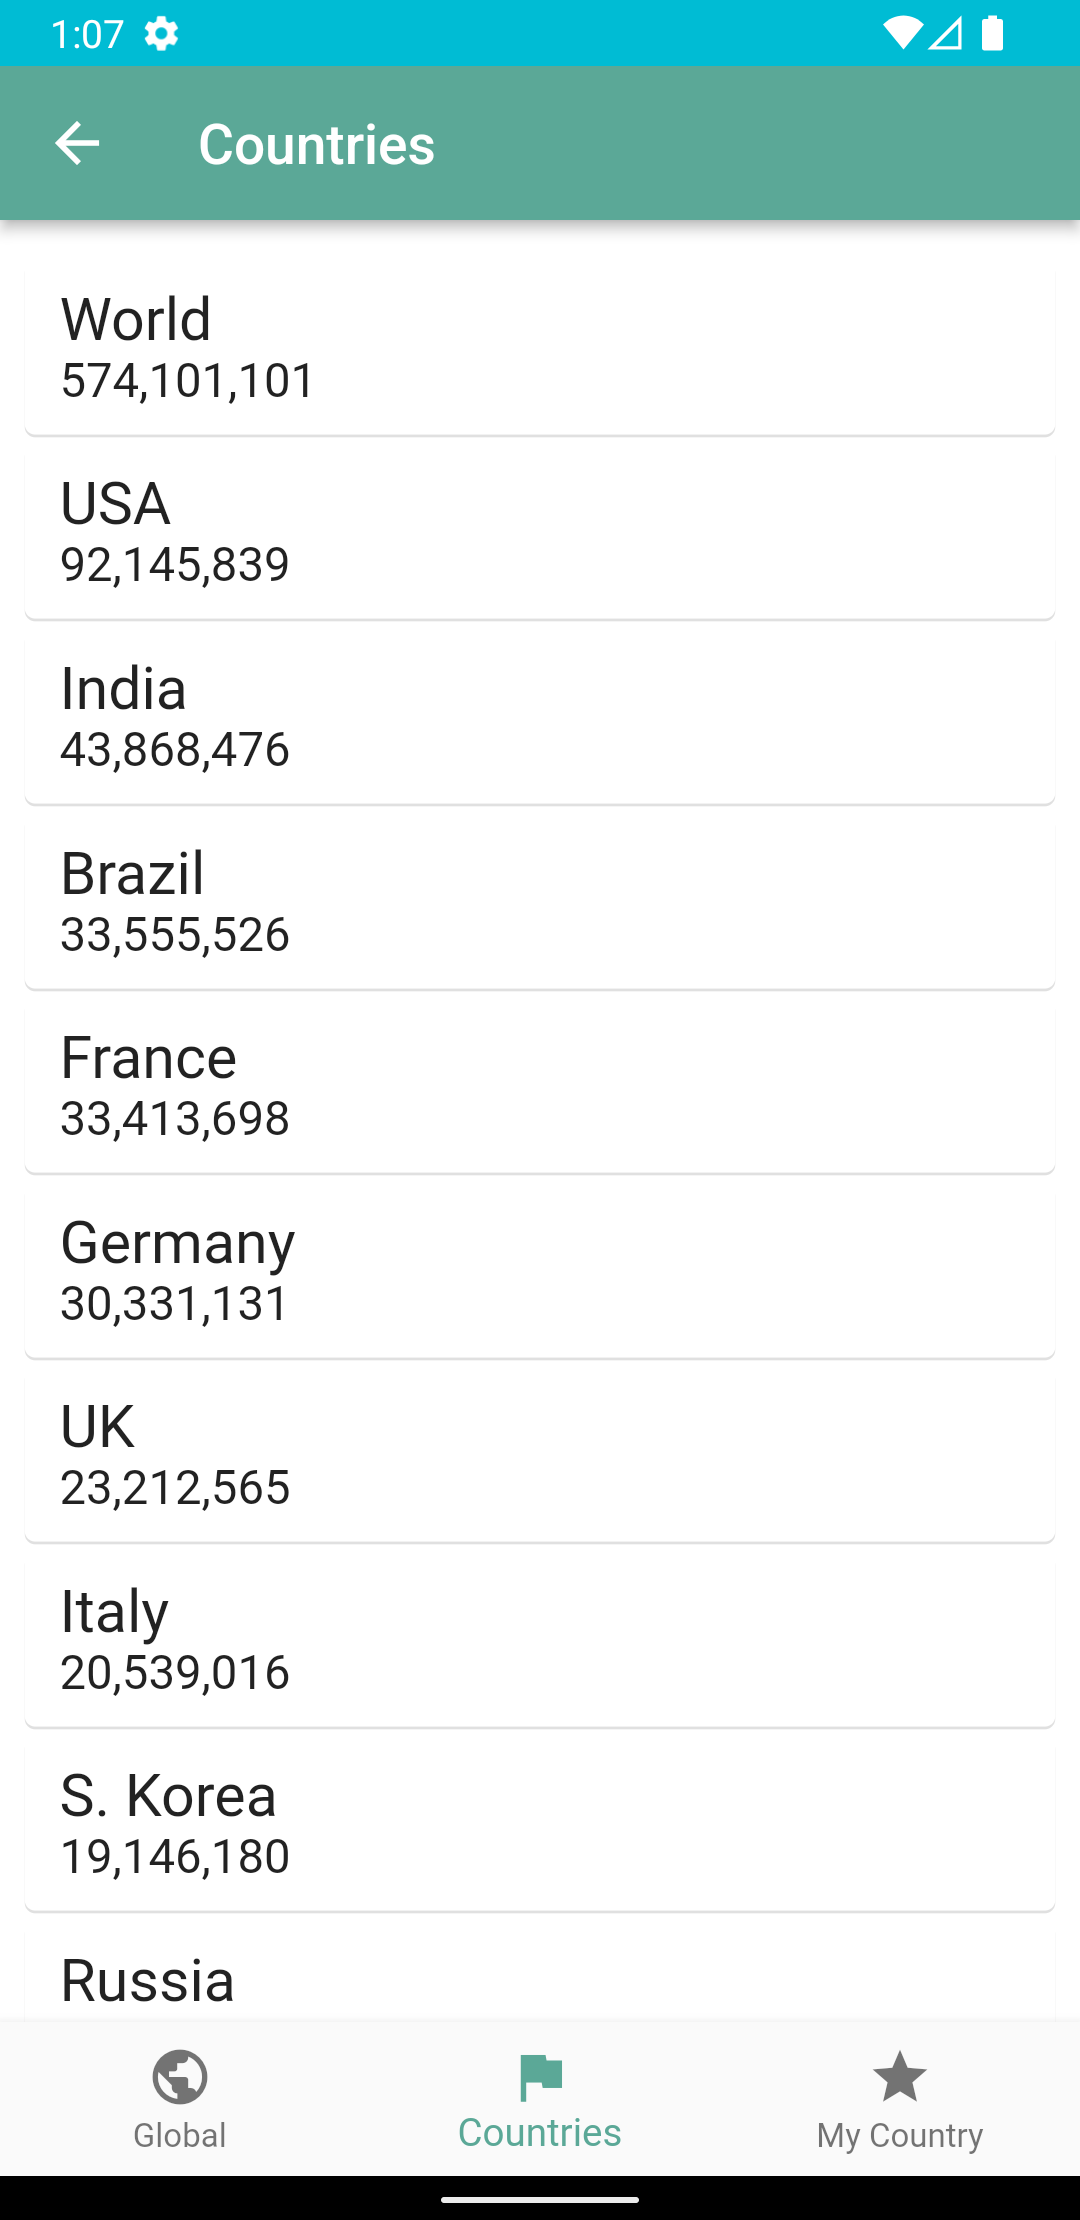 1:07
Countries
World
574,101,101
USA
92,145,839
India
43,868,476
Brazil
33,555,526
France
33,413,698
Germany
30,331,131
UK
23,212,565
Italy
20,539,016
S. Korea
19,146,180
Russia
Global
Countries
My Country